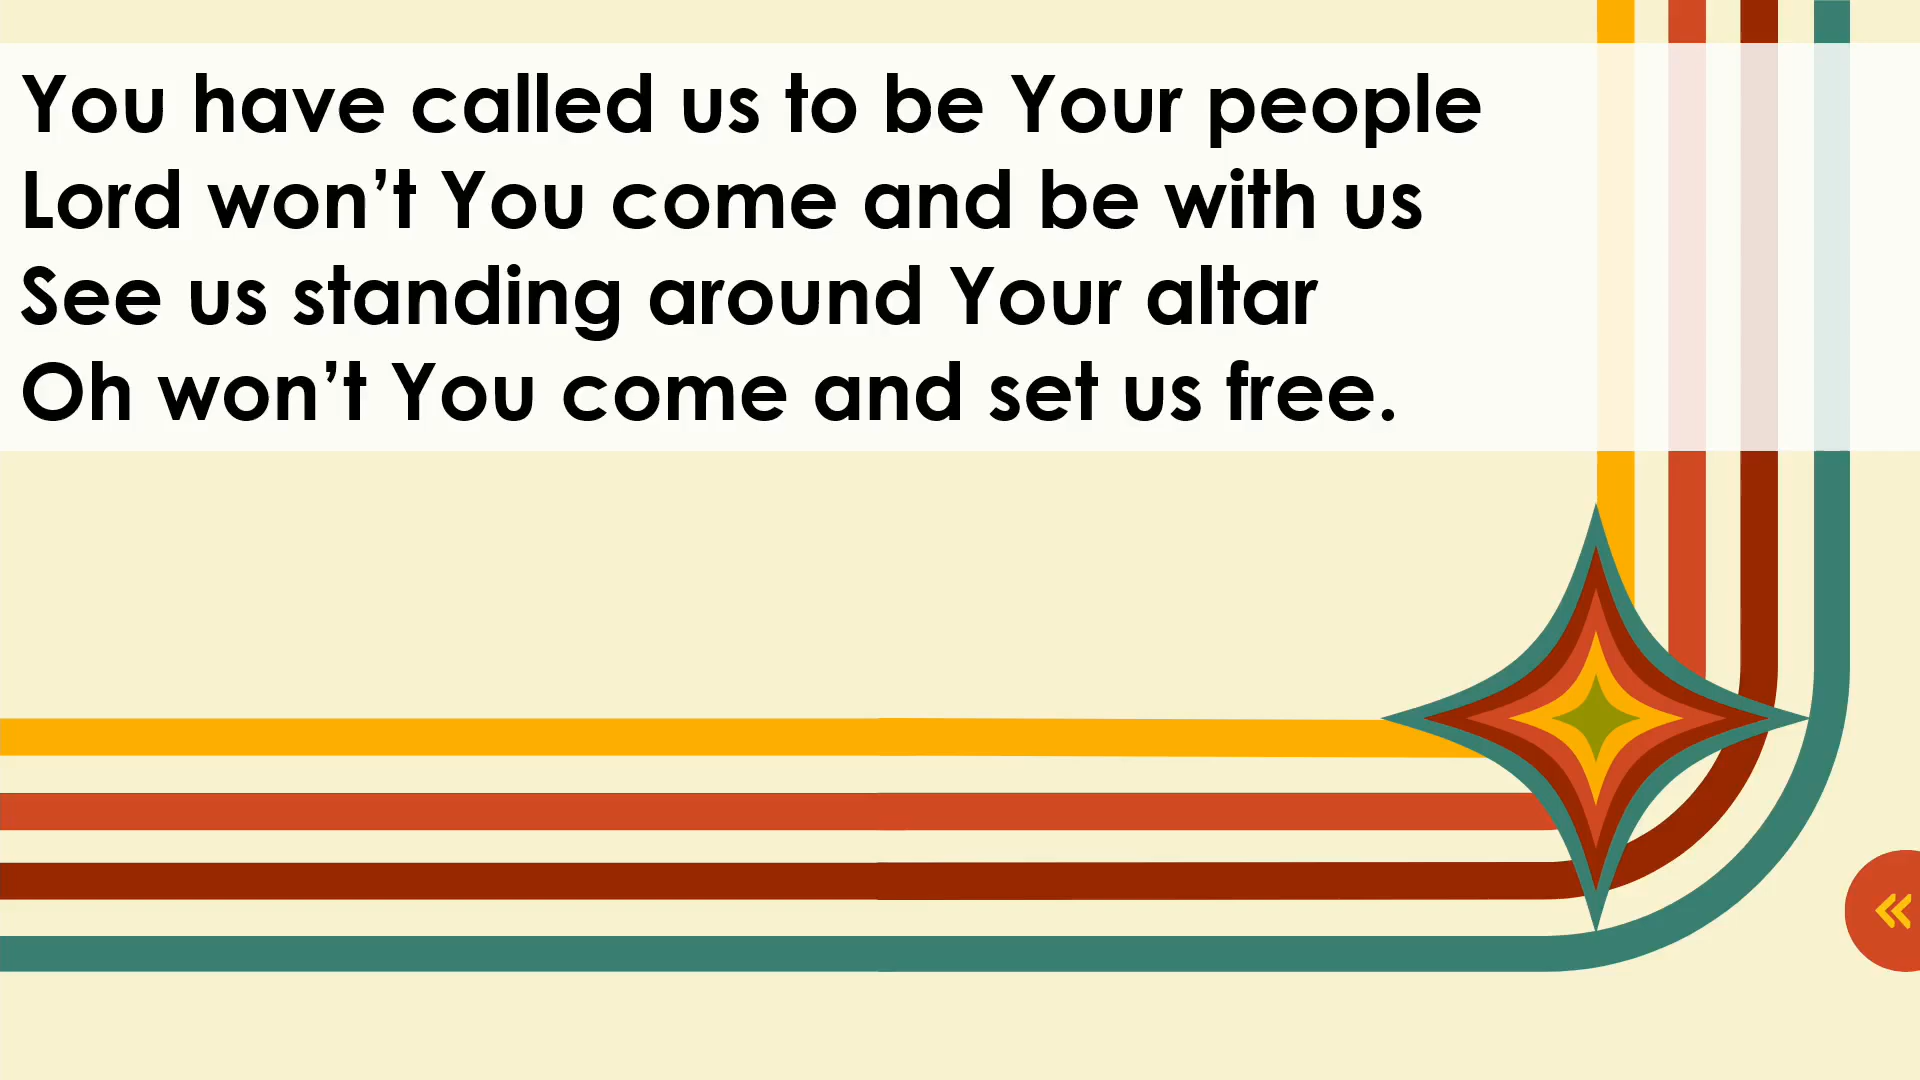 You have called us to be Your people
Lord won’t You come and be with us
See us standing around Your altar
Oh won’t You come and set us free.